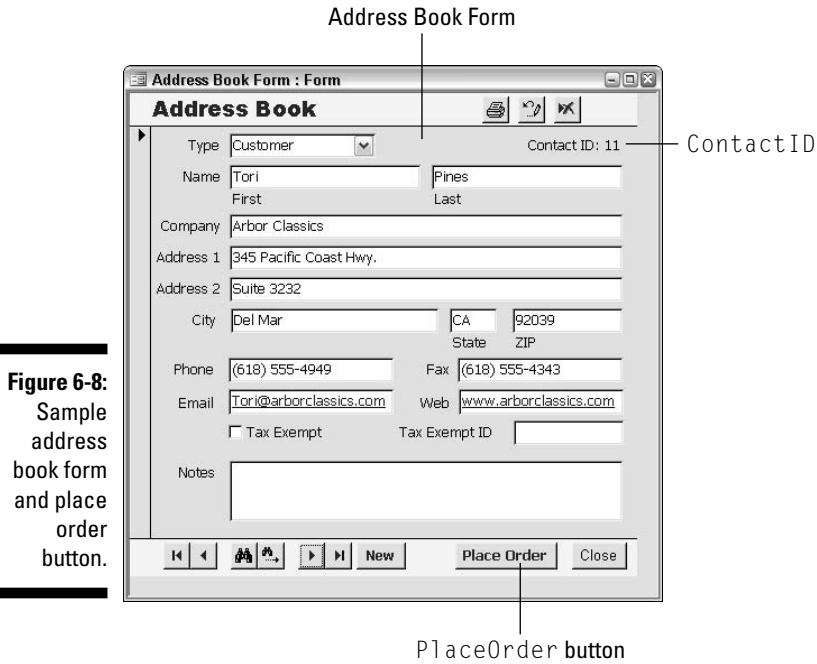 Address Book Form
Address Book Form : Form
Address Book
Type Customer Contact ID: 11
ContactID
Name Tori Pines
First Last
Company Arbor Classics
Address 1 345 Pacific Coast Hwy.
Address 2 Suite 3232
City Del Mar CA 92039
State ZIP
Phone (618) 555-4949 Fax (618) 555-4343
Email Tori@arborclassics.com Web www.arborclassics.com
Tax Exempt Tax Exempt ID
Notes
New Place Order Close
PlaceOrder button
Figure 6-8:
Sample
address
book form
and place
order
button.